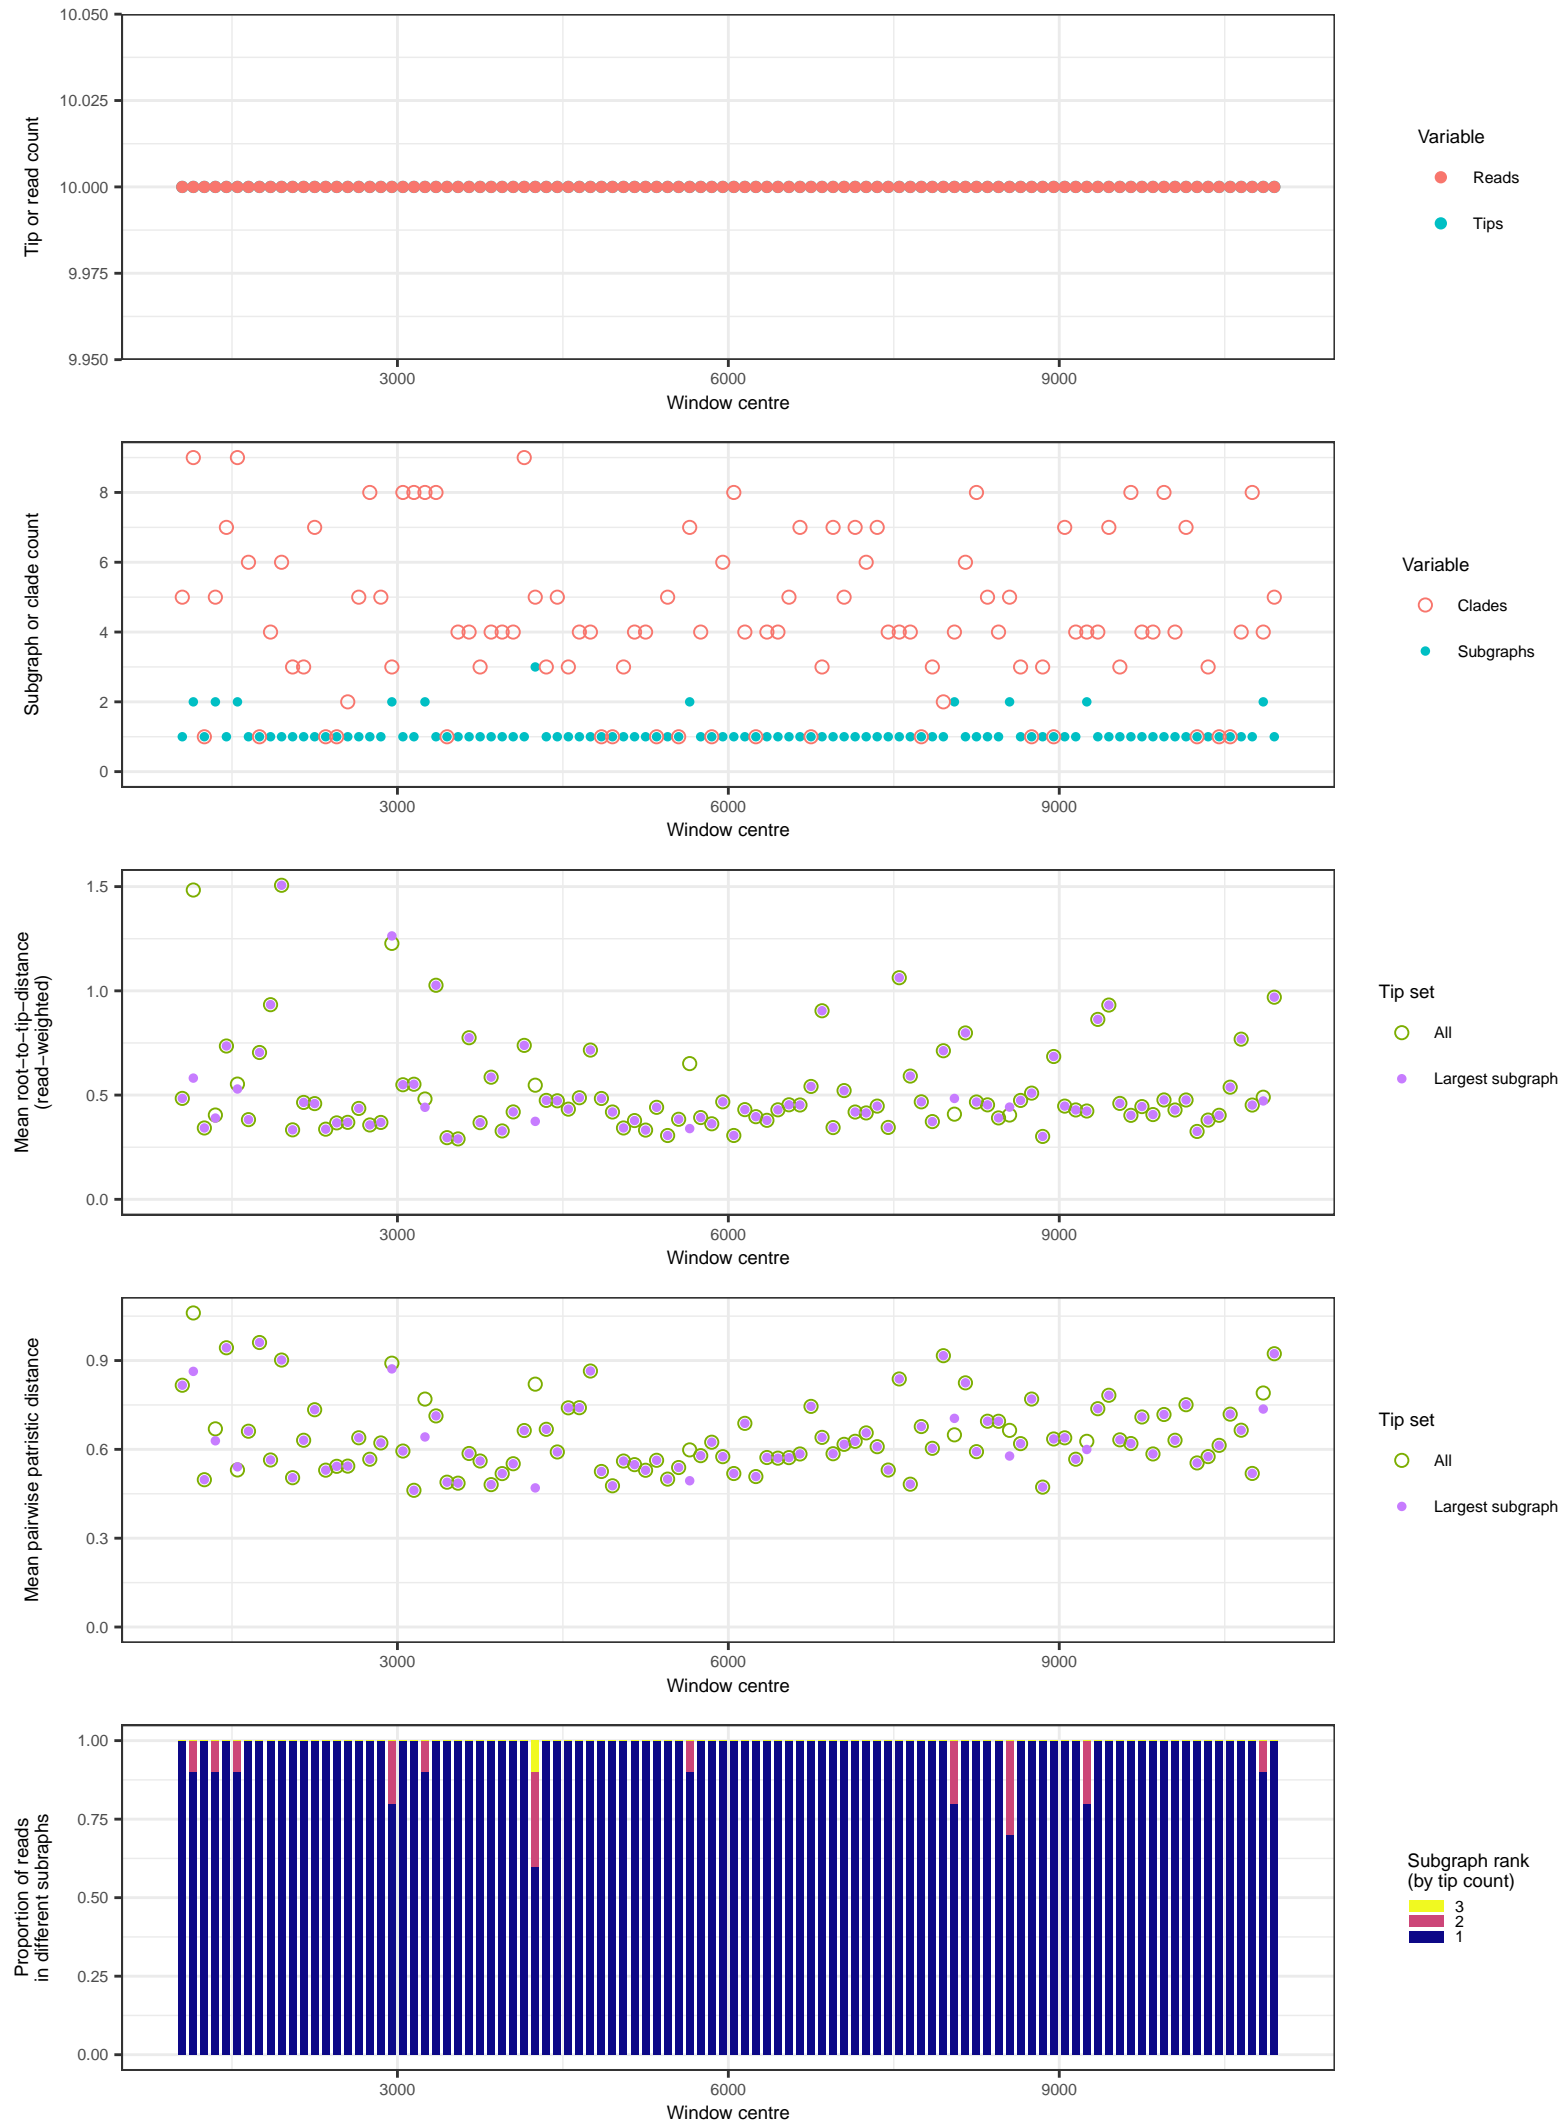 10.050
10.025
10.000
9.975
9.950
Tip or read count
3000
6000
9000
Window centre
Variable
Reads
Tips
8
6
4
2
0
Subgraph or clade count
3000
6000
9000
Window centre
Variable
Clades
Subgraphs
1.5
1.0
0.5
0.0
Mean root−to−tip−distance
(read−weighted)
3000
6000
9000
Window centre
Tip set
All
Largest subgraph
0.9
0.6
0.3
0.0
Mean pairwise patristic distance
3000
6000
9000
Window centre
Tip set
All
Largest subgraph
1.00
0.75
0.50
0.25
0.00
Proportion of reads
in different subraphs
3000
6000
9000
Window centre
Subgraph rank
(by tip count)
3
2
1